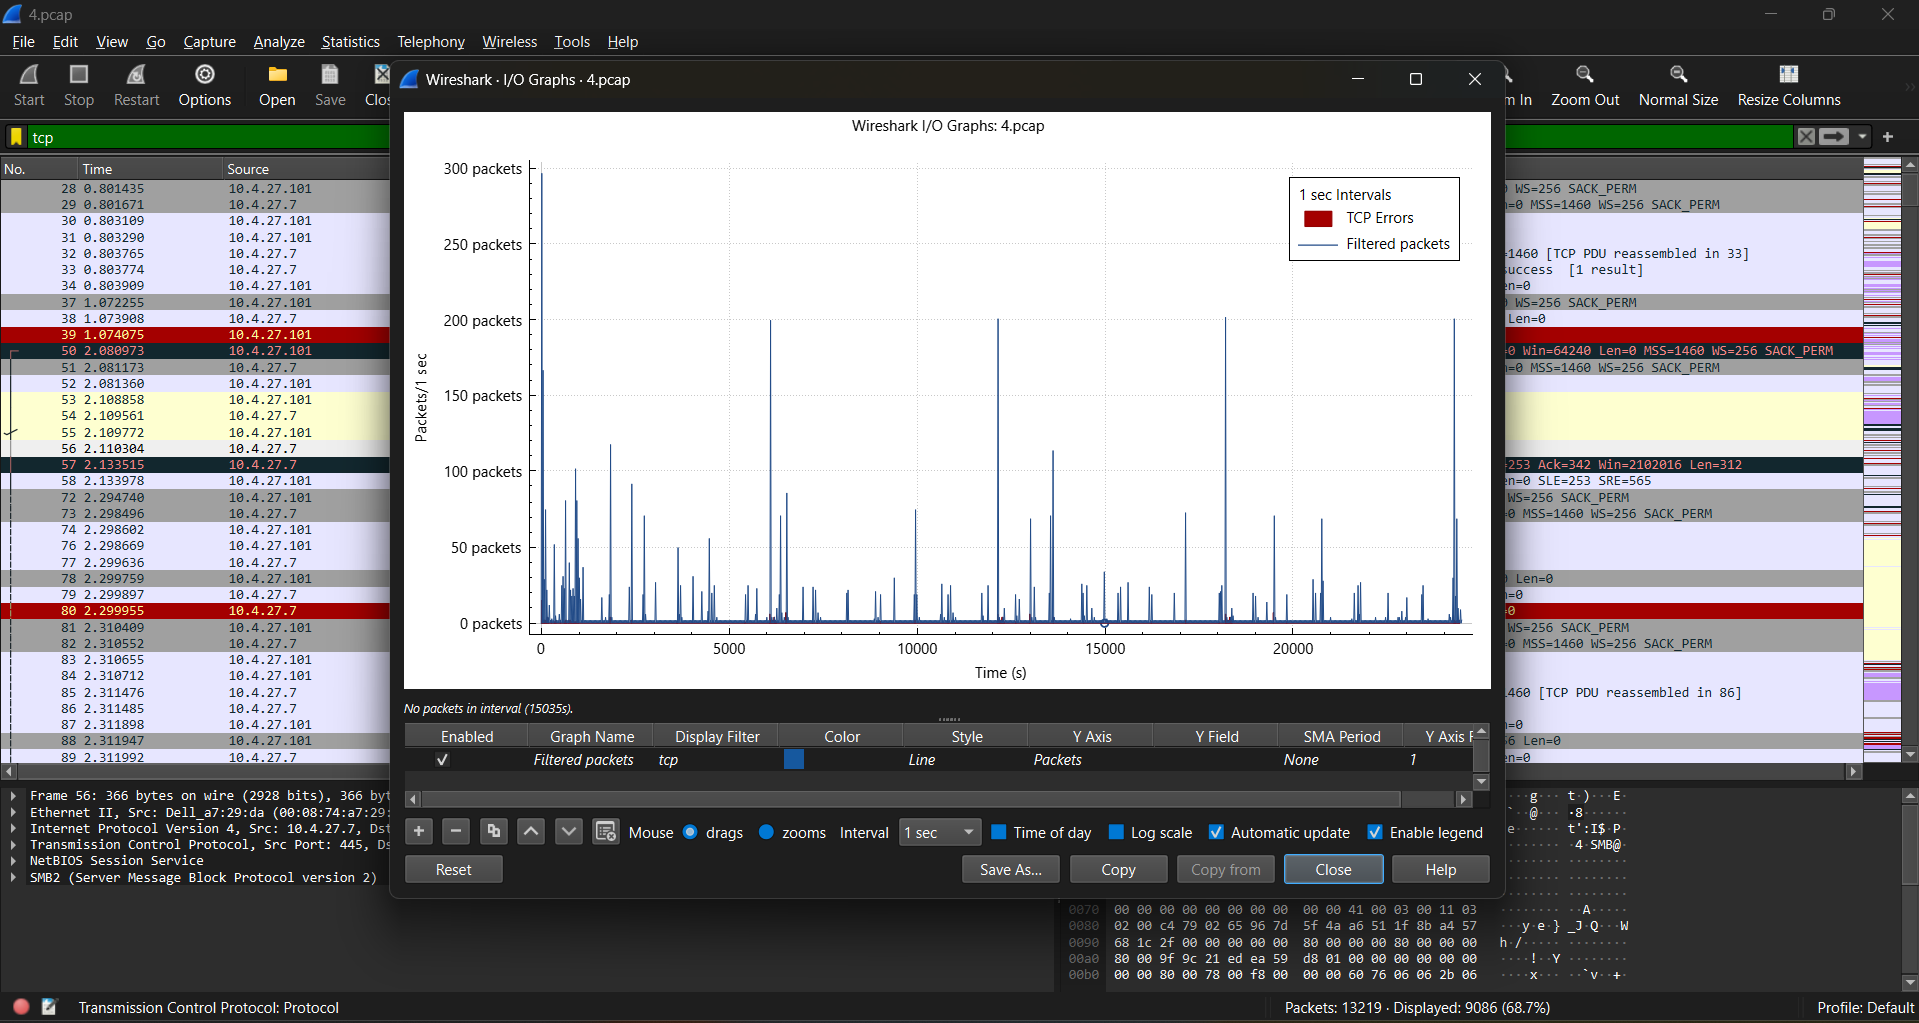 4.pcap
File Edit View Go Capture Analyze Statistics Telephony Wireless Tools Help
Start Stop Restart Options Open Save Clos
m In Zoom Out Normal Size Resize Columns
tcp
No. Time Source
28 0.801435 10.4.27.101
29 0.801671 10.4.27.7
30 0.803109 10.4.27.101
31 0.803290 10.4.27.101
32 0.803765 10.4.27.7
33 0.803774 10.4.27.7
34 0.803909 10.4.27.101
37 1.072255 10.4.27.101
38 1.073908 10.4.27.7
39 1.074075 10.4.27.101
50 2.080973 10.4.27.101
51 2.081173 10.4.27.7
52 2.081360 10.4.27.101
53 2.108858 10.4.27.101
54 2.109561 10.4.27.7
55 2.109772 10.4.27.101
56 2.110304 10.4.27.7
57 2.133515 10.4.27.7
58 2.133978 10.4.27.101
72 2.294740 10.4.27.101
73 2.298496 10.4.27.7
74 2.298602 10.4.27.101
76 2.298669 10.4.27.101
77 2.299636 10.4.27.7
78 2.299759 10.4.27.101
79 2.299897 10.4.27.7
80 2.299955 10.4.27.7
81 2.310409 10.4.27.101
82 2.310552 10.4.27.7
83 2.310655 10.4.27.101
84 2.310712 10.4.27.101
85 2.311476 10.4.27.7
86 2.311485 10.4.27.7
87 2.311898 10.4.27.101
88 2.311947 10.4.27.101
89 2.311992 10.4.27.7
Wireshark · I/O Graphs · 4.pcap
Wireshark I/O Graphs: 4.pcap
300 packets
250 packets
200 packets
150 packets
100 packets
50 packets
0 packets
Packets/1 sec
1 sec Intervals
TCP Errors
Filtered packets
0 5000 10000 15000 20000
Time (s)
No packets in interval (15035s).
Enabled Graph Name Display Filter Color Style Y Axis Y Field SMA Period Y Axis F
Filtered packets tcp Line Packets None 1
Mouse drags zooms Interval 1 sec Time of day Log scale Automatic update Enable legend
Reset Save As... Copy Copy from Close Help
WS=256 SACK_PERM
=0 MSS=1460 WS=256 SACK_PERM
1460 [TCP PDU reassembled in 33]
uccess [1 result]
n=0
WS=256 SACK_PERM
Len=0
0 Win=64240 Len=0 MSS=1460 WS=256 SACK_PERM
=0 MSS=1460 WS=256 SACK_PERM
253 Ack=342 Win=2102016 Len=312
n=0 SLE=253 SRE=565
WS=256 SACK_PERM
0 MSS=1460 WS=256 SACK_PERM
Len=0
=0
=0
WS=256 SACK_PERM
0 MSS=1460 WS=256 SACK_PERM
460 [TCP PDU reassembled in 86]
=0
6 Len=0
n=0
Frame 56: 366 bytes on wire (2928 bits), 366 byt
Ethernet II, Src: Dell_a7:29:da (00:08:74:a7:29:
Internet Protocol Version 4, Src: 10.4.27.7, Dst
Transmission Control Protocol, Src Port: 445, Ds
NetBIOS Session Service
SMB2 (Server Message Block Protocol version 2)
··g··· t·)···E·
`··@·· ··8····
e····· t':I$·P·
······ ·4·SMB@·
0070 00 00 00 00 00 00 00 00 00 00 41 00 03 00 11 03 ········ ··A·····
0080 02 00 c4 79 02 65 96 7d 5f 4a a6 51 1f 8b a4 57 ···y·e·} _J·Q···W
0090 68 1c 2f 00 00 00 00 00 80 00 00 00 80 00 00 00 h·/····· ········
00a0 80 00 9f 9c 21 ed ea 59 d8 01 00 00 00 00 00 00 ····!··Y ········
00b0 00 00 80 00 78 00 f8 00 00 00 60 76 06 06 2b 06 ····x··· ··`v··+·
Transmission Control Protocol: Protocol
Packets: 13219 · Displayed: 9086 (68.7%)
Profile: Default